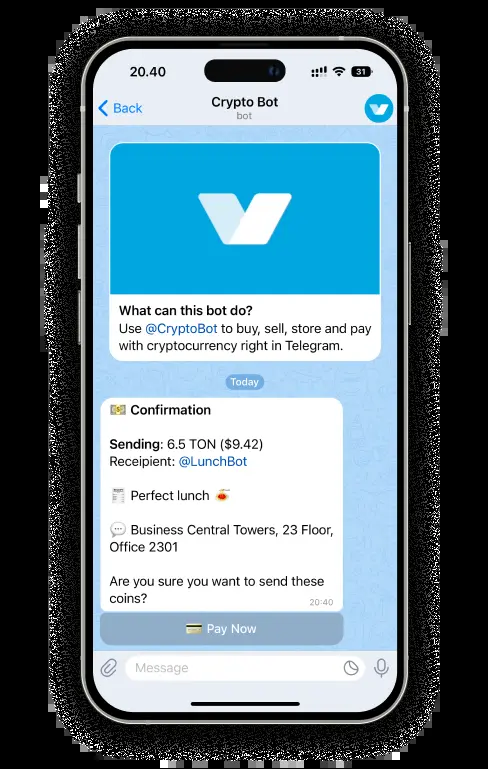 20.40
31
Back
Crypto Bot
bot
What can this bot do?
Use @CryptoBot to buy, sell, store and pay
with cryptocurrency right in Telegram.
Today
💵 Confirmation
Sending: 6.5 TON ($9.42)
Receipient: @LunchBot
🧾 Perfect lunch 🍝
💬 Business Central Towers, 23 Floor,
Office 2301
Are you sure you want to send these
coins?
20:40
💳 Pay Now
Message